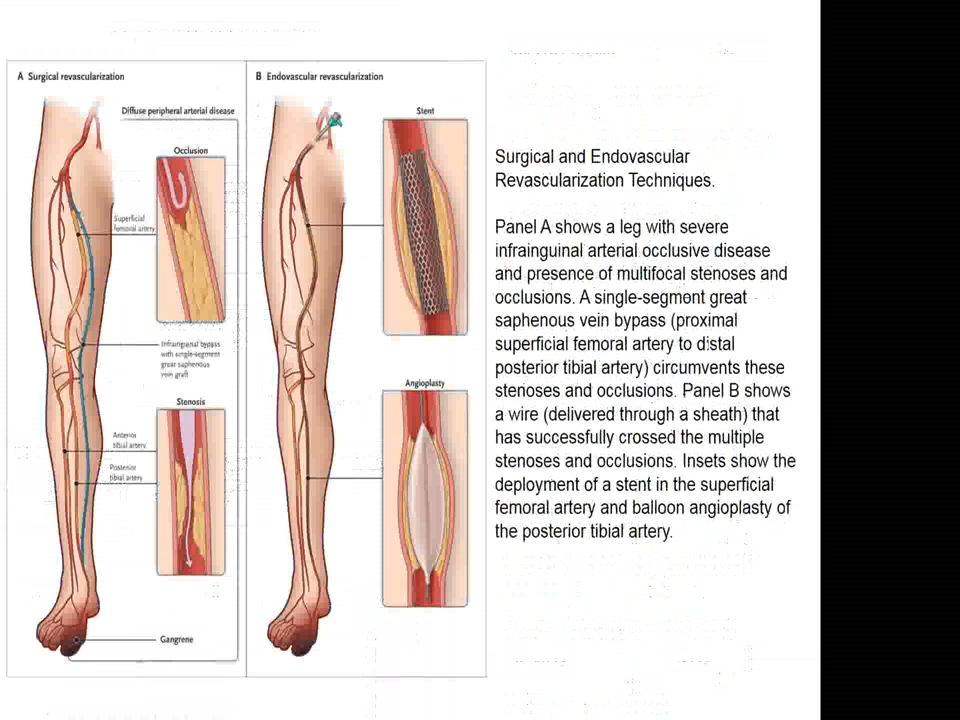 A Surgical revascularization
Diffuse peripheral arterial disease
Occlusion
Superficial
femoral artery
Infrainguinal bypass
with single-segment
great saphenous
vein graft
Stenosis
Anterior
tibial artery
Posterior
tibial artery
Gangrene
B Endovascular revascularization
Stent
Angioplasty
Surgical and Endovascular
Revascularization Techniques.
Panel A shows a leg with severe
infrainguinal arterial occlusive disease
and presence of multifocal stenoses and
occlusions. A single-segment great
saphenous vein bypass (proximal
superficial femoral artery to distal
posterior tibial artery) circumvents these
stenoses and occlusions. Panel B shows
a wire (delivered through a sheath) that
has successfully crossed the multiple
stenoses and occlusions. Insets show the
deployment of a stent in the superficial
femoral artery and balloon angioplasty of
the posterior tibial artery.